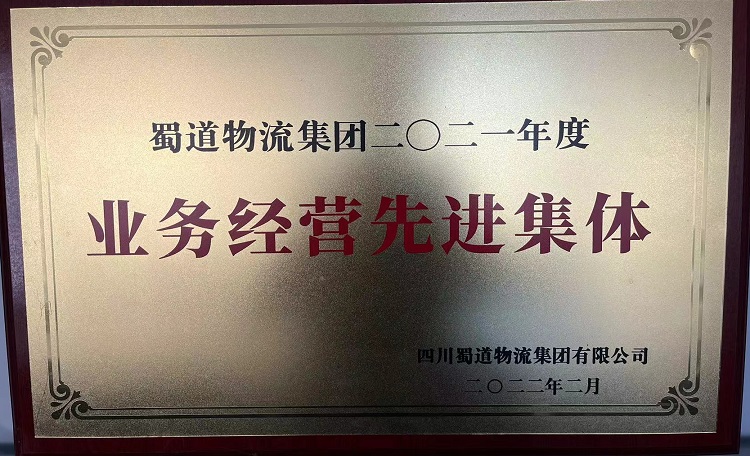 蜀道物流集团二〇二一年度
业务经营先进集体
四川蜀道物流集团有限公司
二〇二二年二月